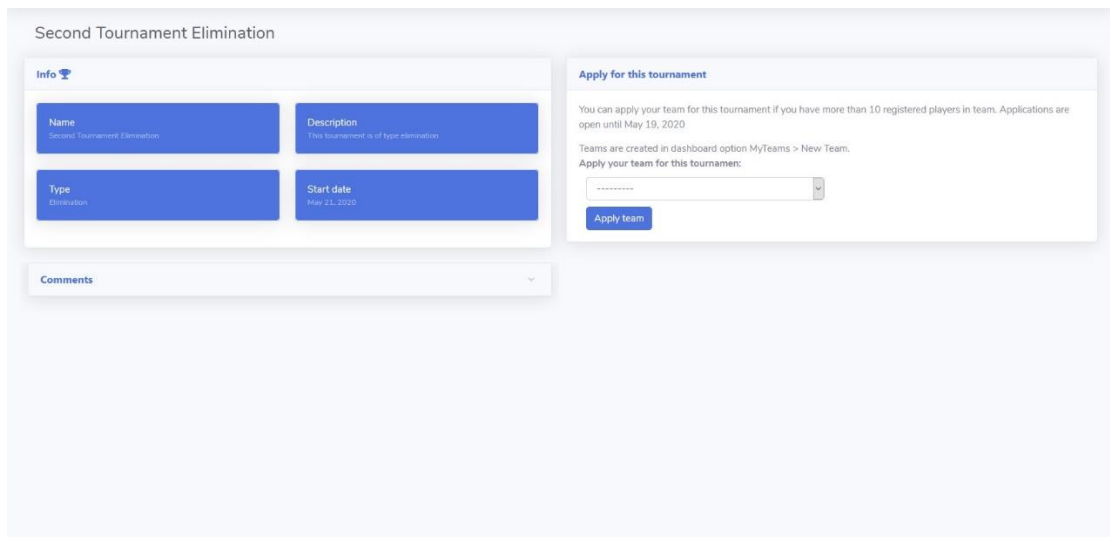 Second Tournament Elimination
Info
Name
Second Tournament Elimination
Description
This tournament is of type elimination
Type
Elimination
Start date
May 21, 2020
Comments
Apply for this tournament
You can apply your team for this tournament if you have more than 10 registered players in team. Applications are
open until May 19, 2020
Teams are created in dashboard option MyTeams > New Team.
Apply your team for this tournamen:
---------
Apply team